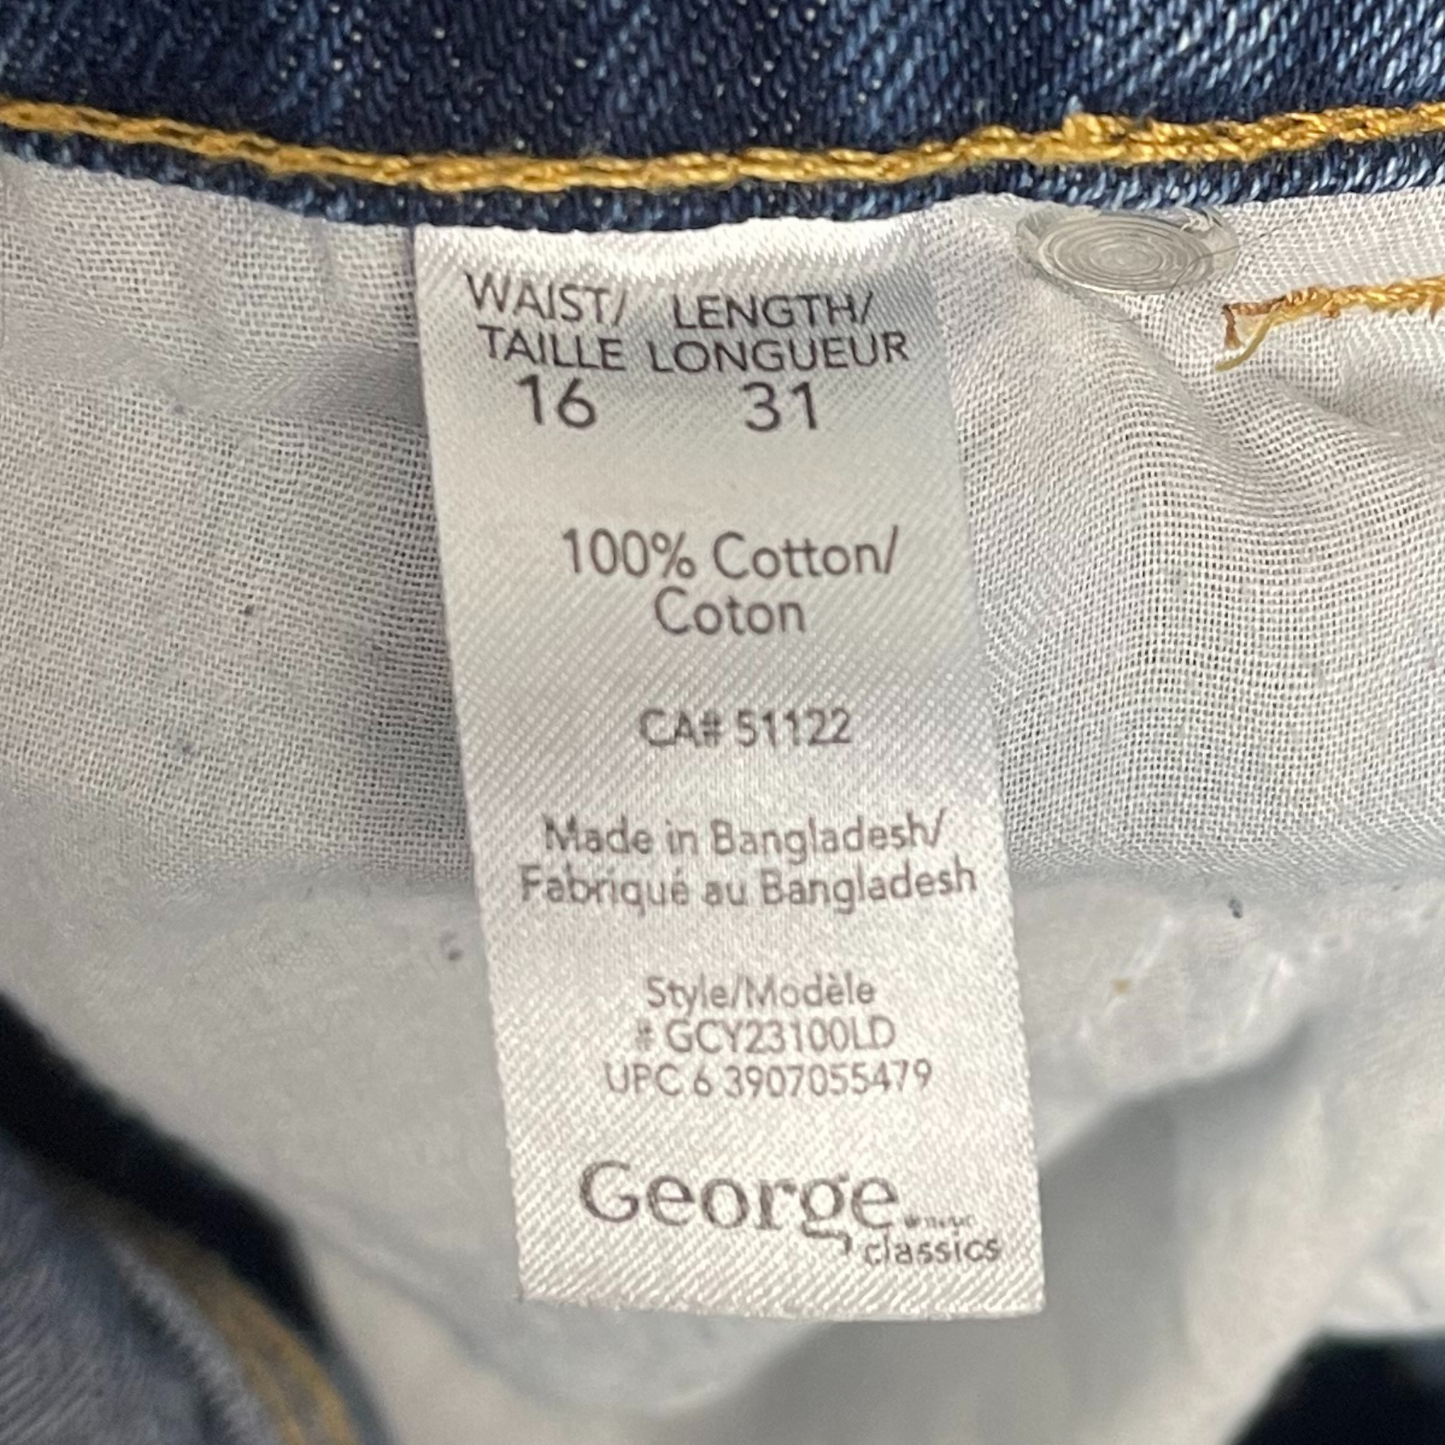 WAIST/ LENGTH/
TAILLE LONGUEUR
16 31
100% Cotton/
Coton
CA# 51122
Made in Bangladesh/
Fabriqué au Bangladesh
Style/Modèle
# GCY23100LD
UPC 6 3907055479
George
classics